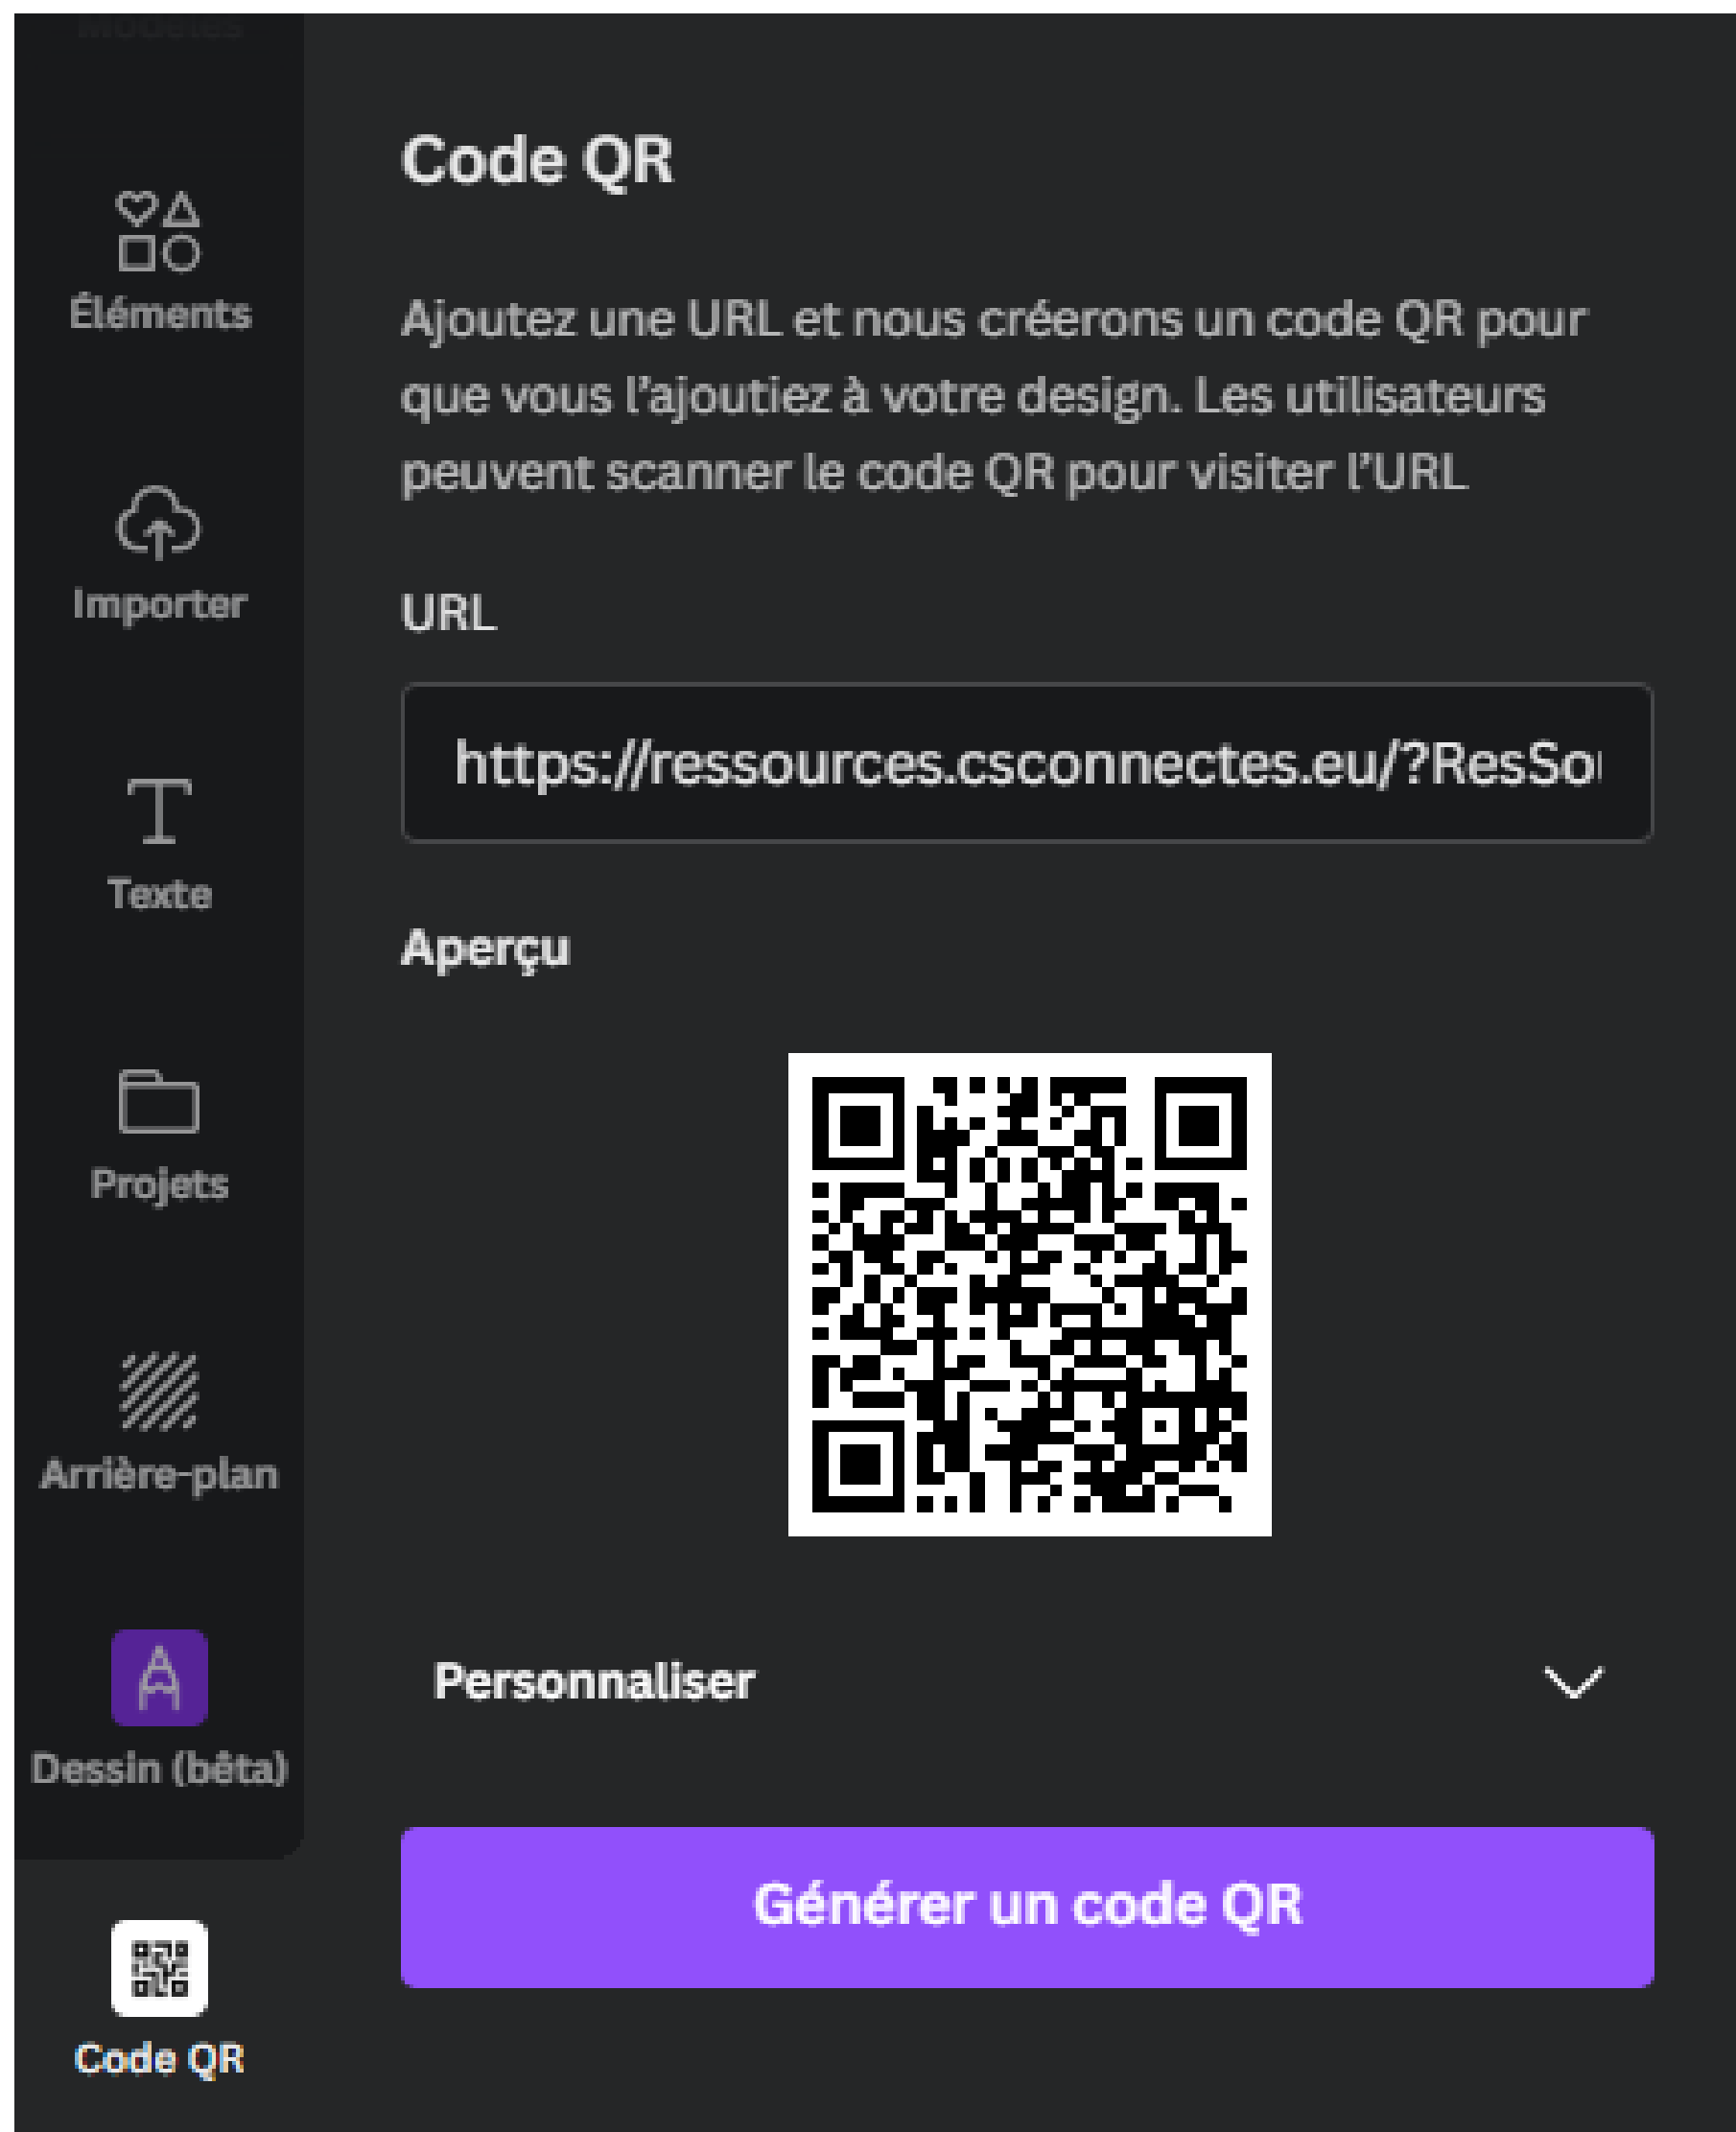 Modèles
Éléments
Importer
Texte
Projets
Arrière-plan
Dessin (bêta)
Code QR
Code QR
Ajoutez une URL et nous créerons un code QR pour
que vous l’ajoutiez à votre design. Les utilisateurs
peuvent scanner le code QR pour visiter l’URL
URL
https://ressources.csconnectes.eu/?ResSou
Aperçu
Personnaliser
Générer un code QR